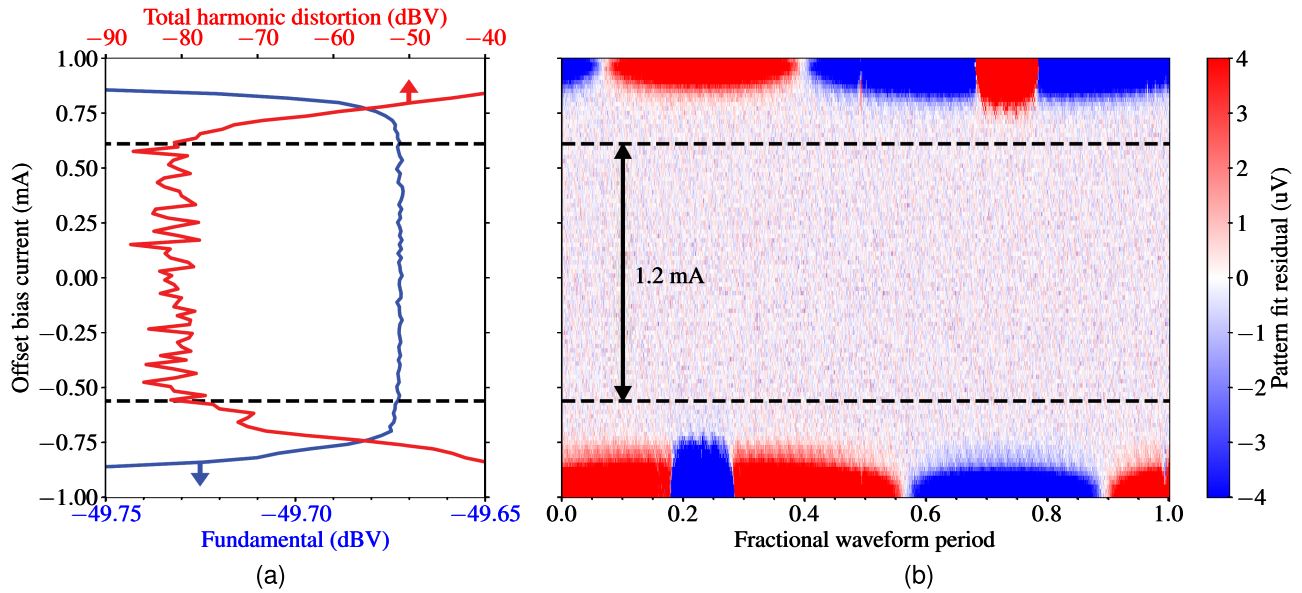 Total harmonic distortion (dBV)
−90 −80 −70 −60 −50 −40
Offset bias current (mA)
1.00
0.75
0.50
0.25
0.00
−0.25
−0.50
−0.75
−1.00
−49.75 −49.70 −49.65
Fundamental (dBV)
(a)
1.2 mA
0.0 0.2 0.4 0.6 0.8 1.0
Fractional waveform period
(b)
4
3
2
1
0
−1
−2
−3
−4
Pattern fit residual (uV)